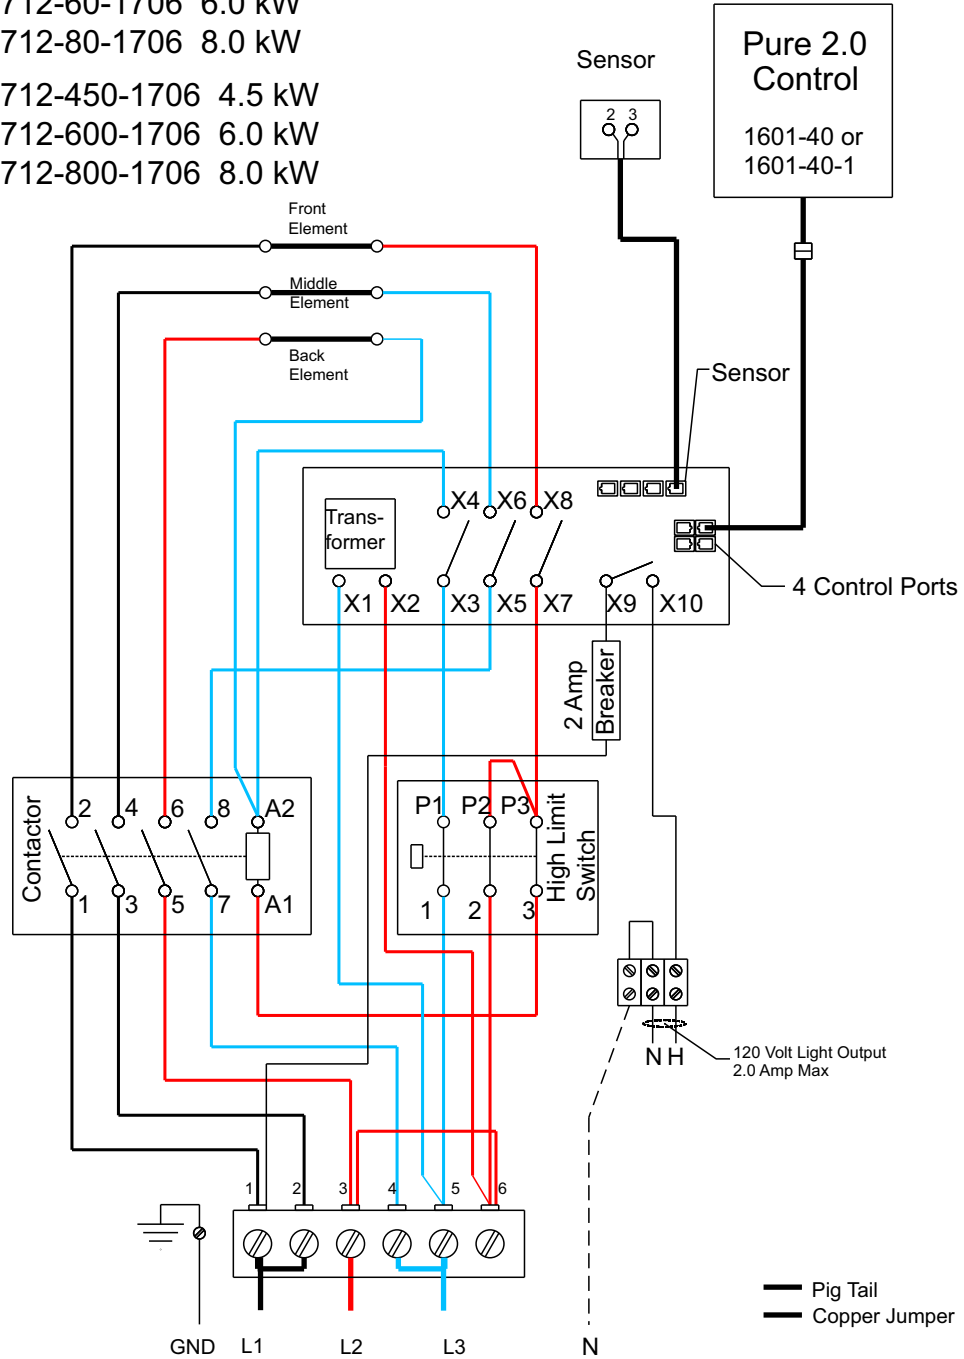 712-60-1706 6.0 kW
712-80-1706 8.0 kW
712-450-1706 4.5 kW
712-600-1706 6.0 kW
712-800-1706 8.0 kW
Sensor
2 3
Pure 2.0
Control
1601-40 or
1601-40-1
Front
Element
Middle
Element
Back
Element
Sensor
Trans-
former
X4 X6 X8
X1 X2 X3 X5 X7 X9 X10
4 Control Ports
2 Amp
Breaker
Contactor
2 4 6 8 A2
1 3 5 7 A1
P1 P2 P3
1 2 3
High Limit
Switch
N H
120 Volt Light Output
2.0 Amp Max
1 2 3 4 5 6
GND L1 L2 L3 N
Pig Tail
Copper Jumper